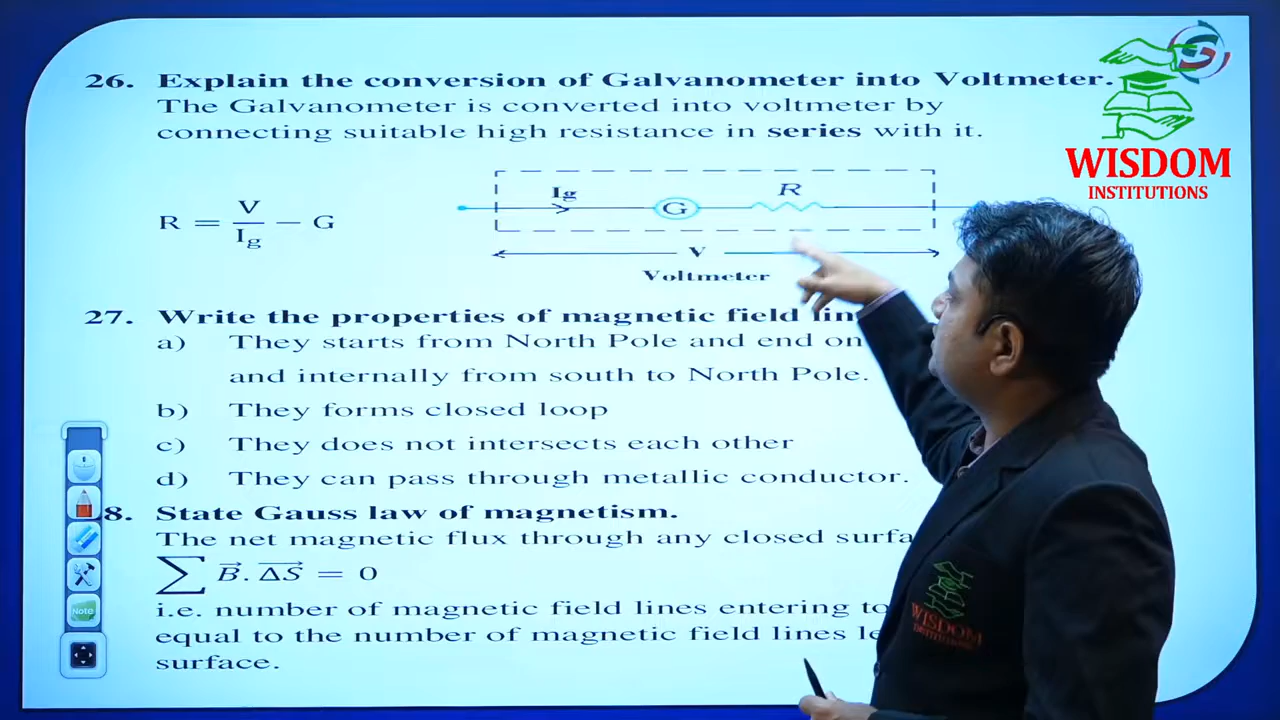 26. Explain the conversion of Galvanometer into Voltmeter.
The Galvanometer is converted into voltmeter by
connecting suitable high resistance in series with it.
WISDOM
INSTITUTIONS
R = V/Ig − G
Ig
G
R
V
Voltmeter
27. Write the properties of magnetic field
a) They starts from North Pole and end on
and internally from south to North Pole.
b) They forms closed loop
c) They does not intersects each other
d) They can pass through metallic conductor.
8. State Gauss law of magnetism.
The net magnetic flux through any closed
∑ B⃗. ΔS⃗ = 0
i.e. number of magnetic field lines entering
equal to the number of magnetic field lines
surface.
Note
WISDOM
INSTITUTIONS